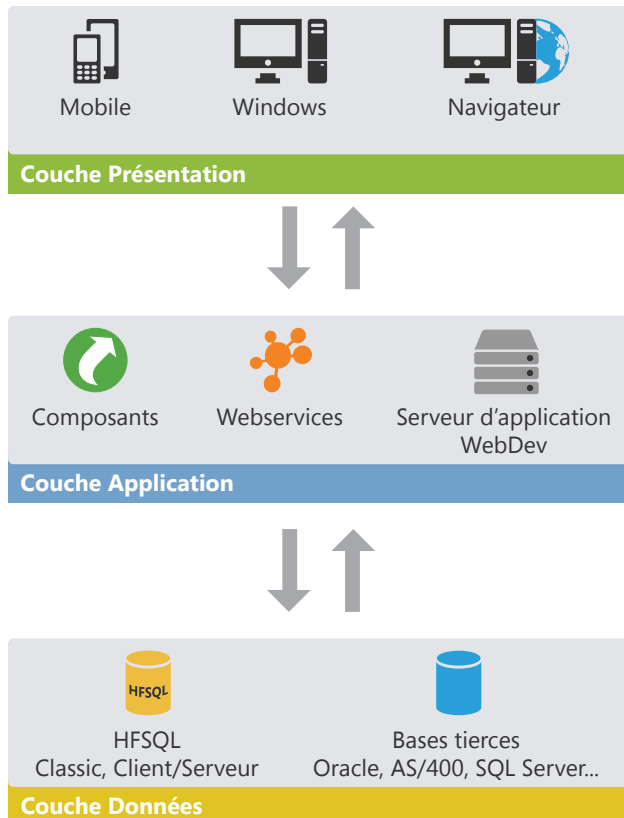 Mobile
Windows
Navigateur
Couche Présentation
Composants
Webservices
Serveur d'application
WebDev
Couche Application
HFSQL
HFSQL
Classic, Client/Serveur
Bases tierces
Oracle, AS/400, SQL Server...
Couche Données